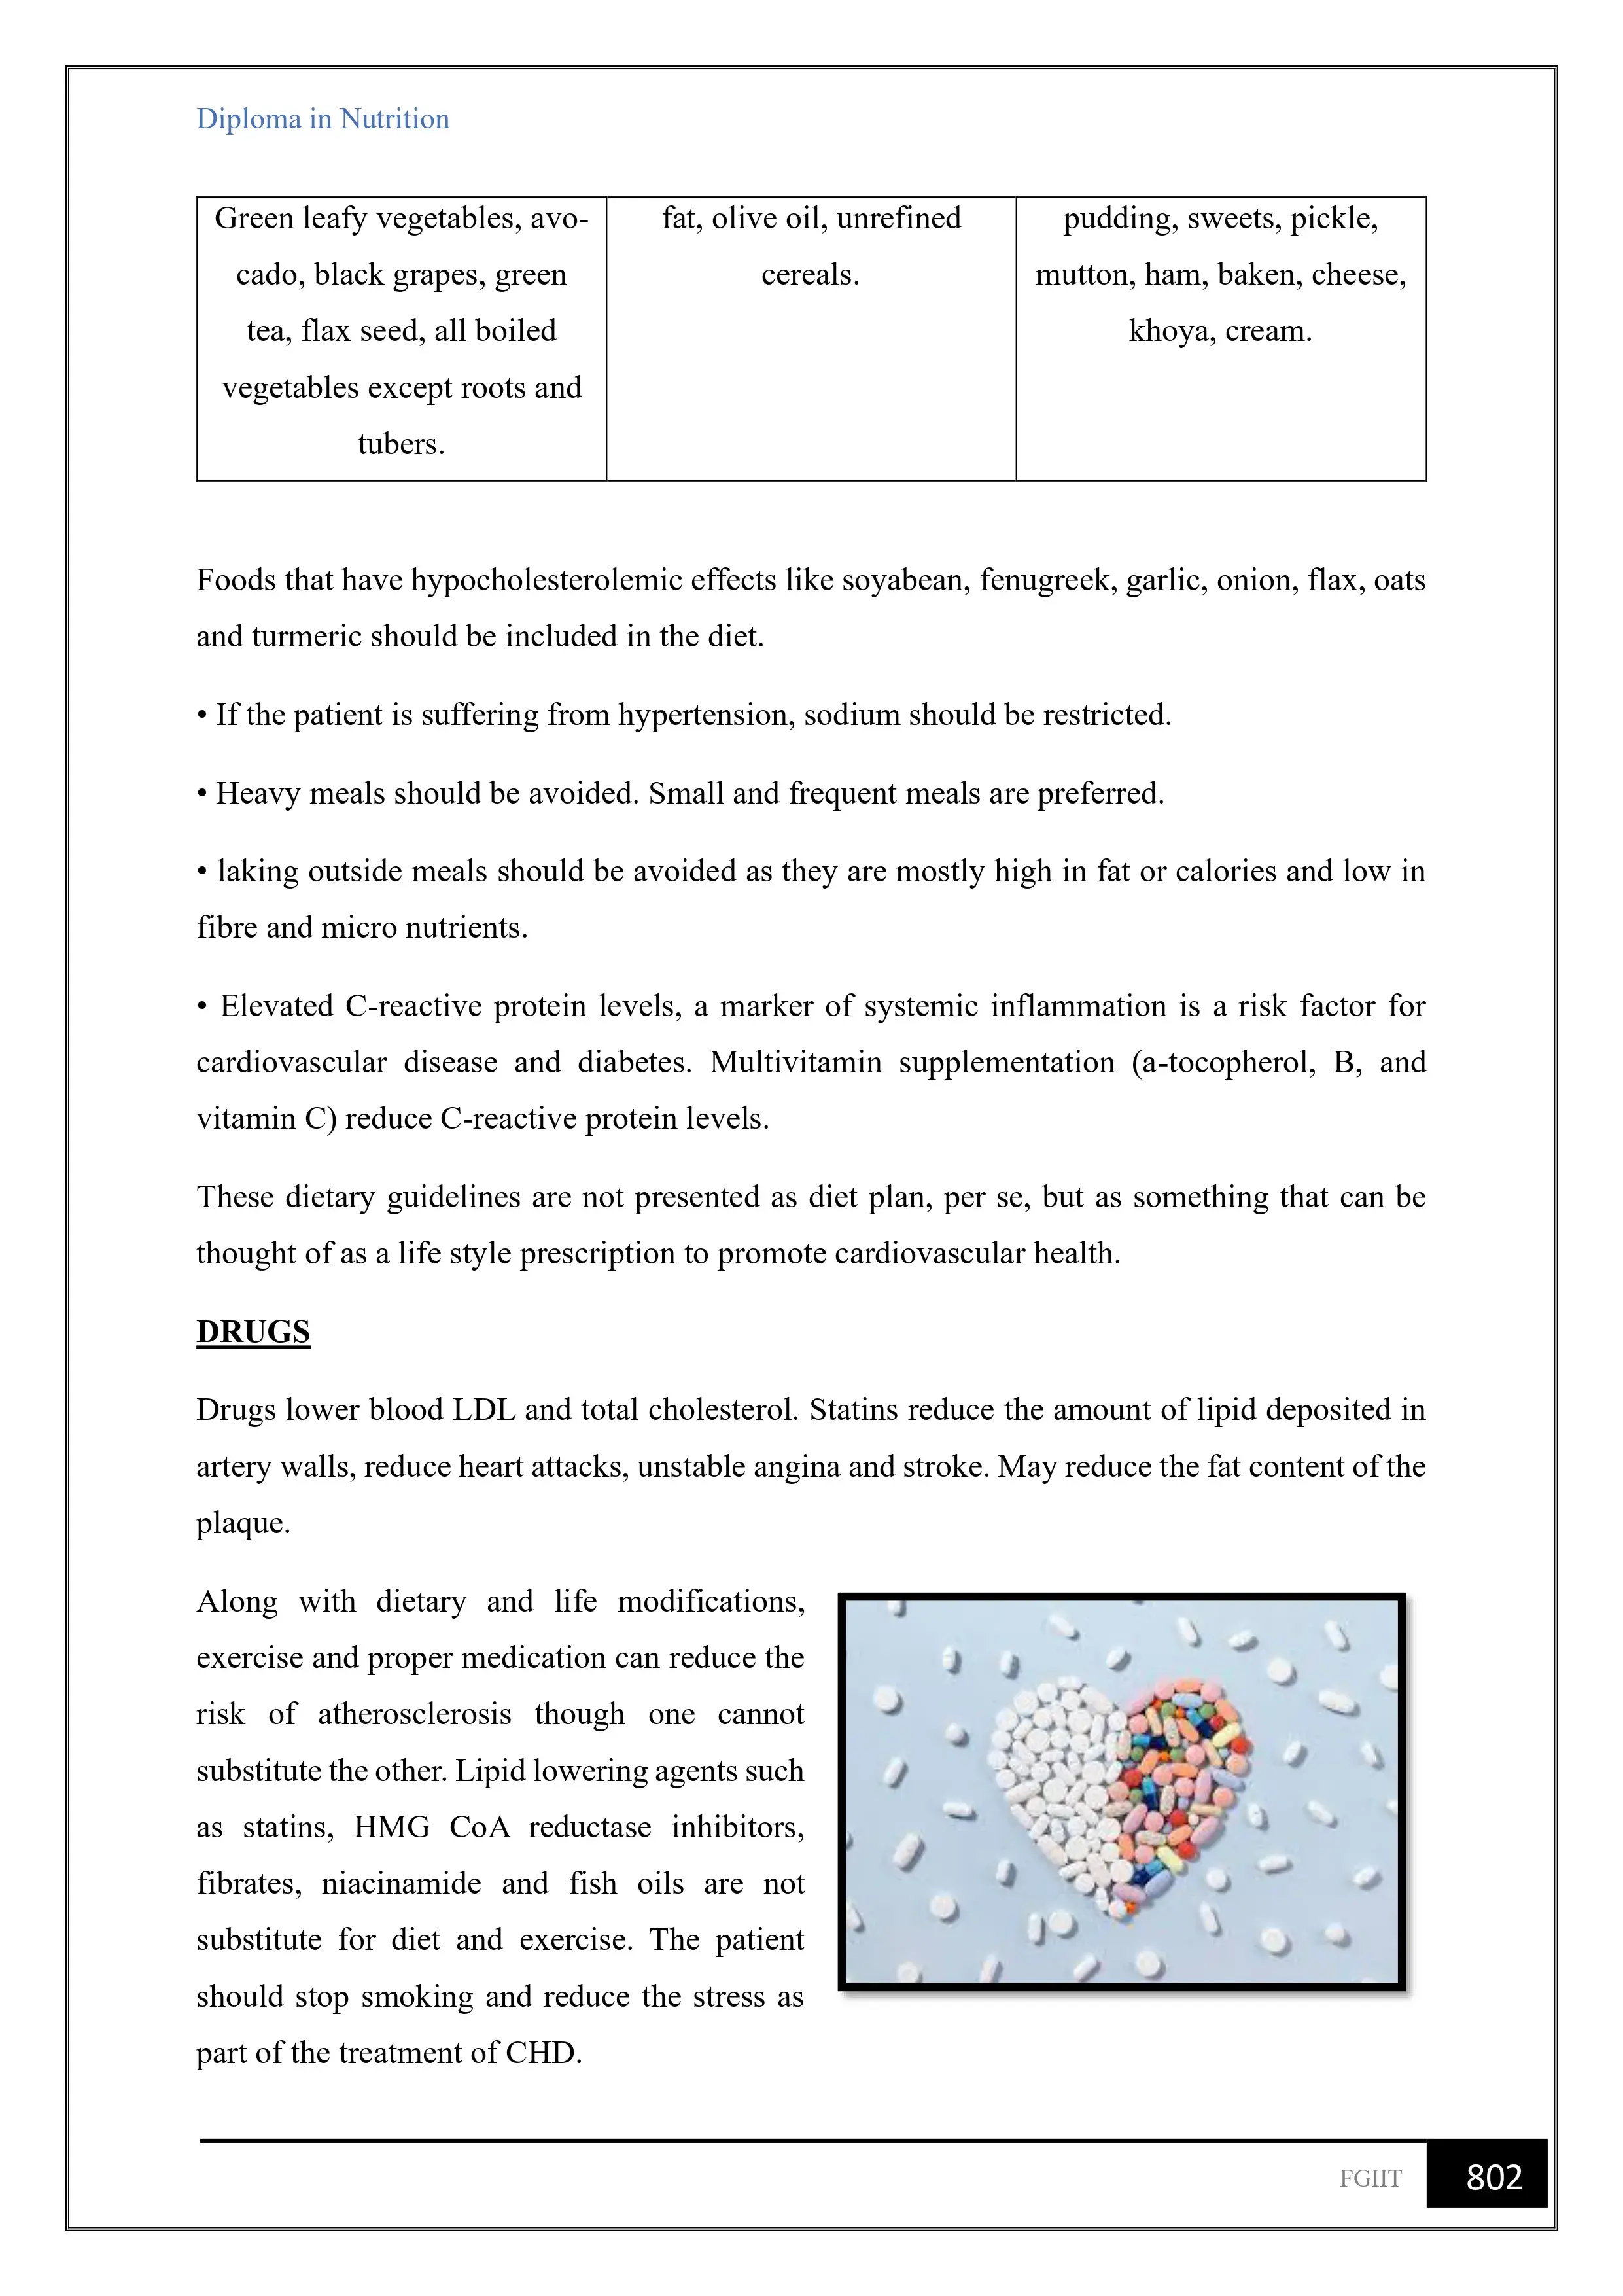 Diploma in Nutrition
Green leafy vegetables, avo-
cado, black grapes, green
tea, flax seed, all boiled
vegetables except roots and
tubers.
fat, olive oil, unrefined
cereals.
pudding, sweets, pickle,
mutton, ham, baken, cheese,
khoya, cream.
Foods that have hypocholesterolemic effects like soyabean, fenugreek, garlic, onion, flax, oats
and turmeric should be included in the diet.
• If the patient is suffering from hypertension, sodium should be restricted.
• Heavy meals should be avoided. Small and frequent meals are preferred.
• laking outside meals should be avoided as they are mostly high in fat or calories and low in
fibre and micro nutrients.
• Elevated C-reactive protein levels, a marker of systemic inflammation is a risk factor for
cardiovascular disease and diabetes. Multivitamin supplementation (a-tocopherol, B, and
vitamin C) reduce C-reactive protein levels.
These dietary guidelines are not presented as diet plan, per se, but as something that can be
thought of as a life style prescription to promote cardiovascular health.
DRUGS
Drugs lower blood LDL and total cholesterol. Statins reduce the amount of lipid deposited in
artery walls, reduce heart attacks, unstable angina and stroke. May reduce the fat content of the
plaque.
Along with dietary and life modifications,
exercise and proper medication can reduce the
risk of atherosclerosis though one cannot
substitute the other. Lipid lowering agents such
as statins, HMG CoA reductase inhibitors,
fibrates, niacinamide and fish oils are not
substitute for diet and exercise. The patient
should stop smoking and reduce the stress as
part of the treatment of CHD.
FGIIT
802